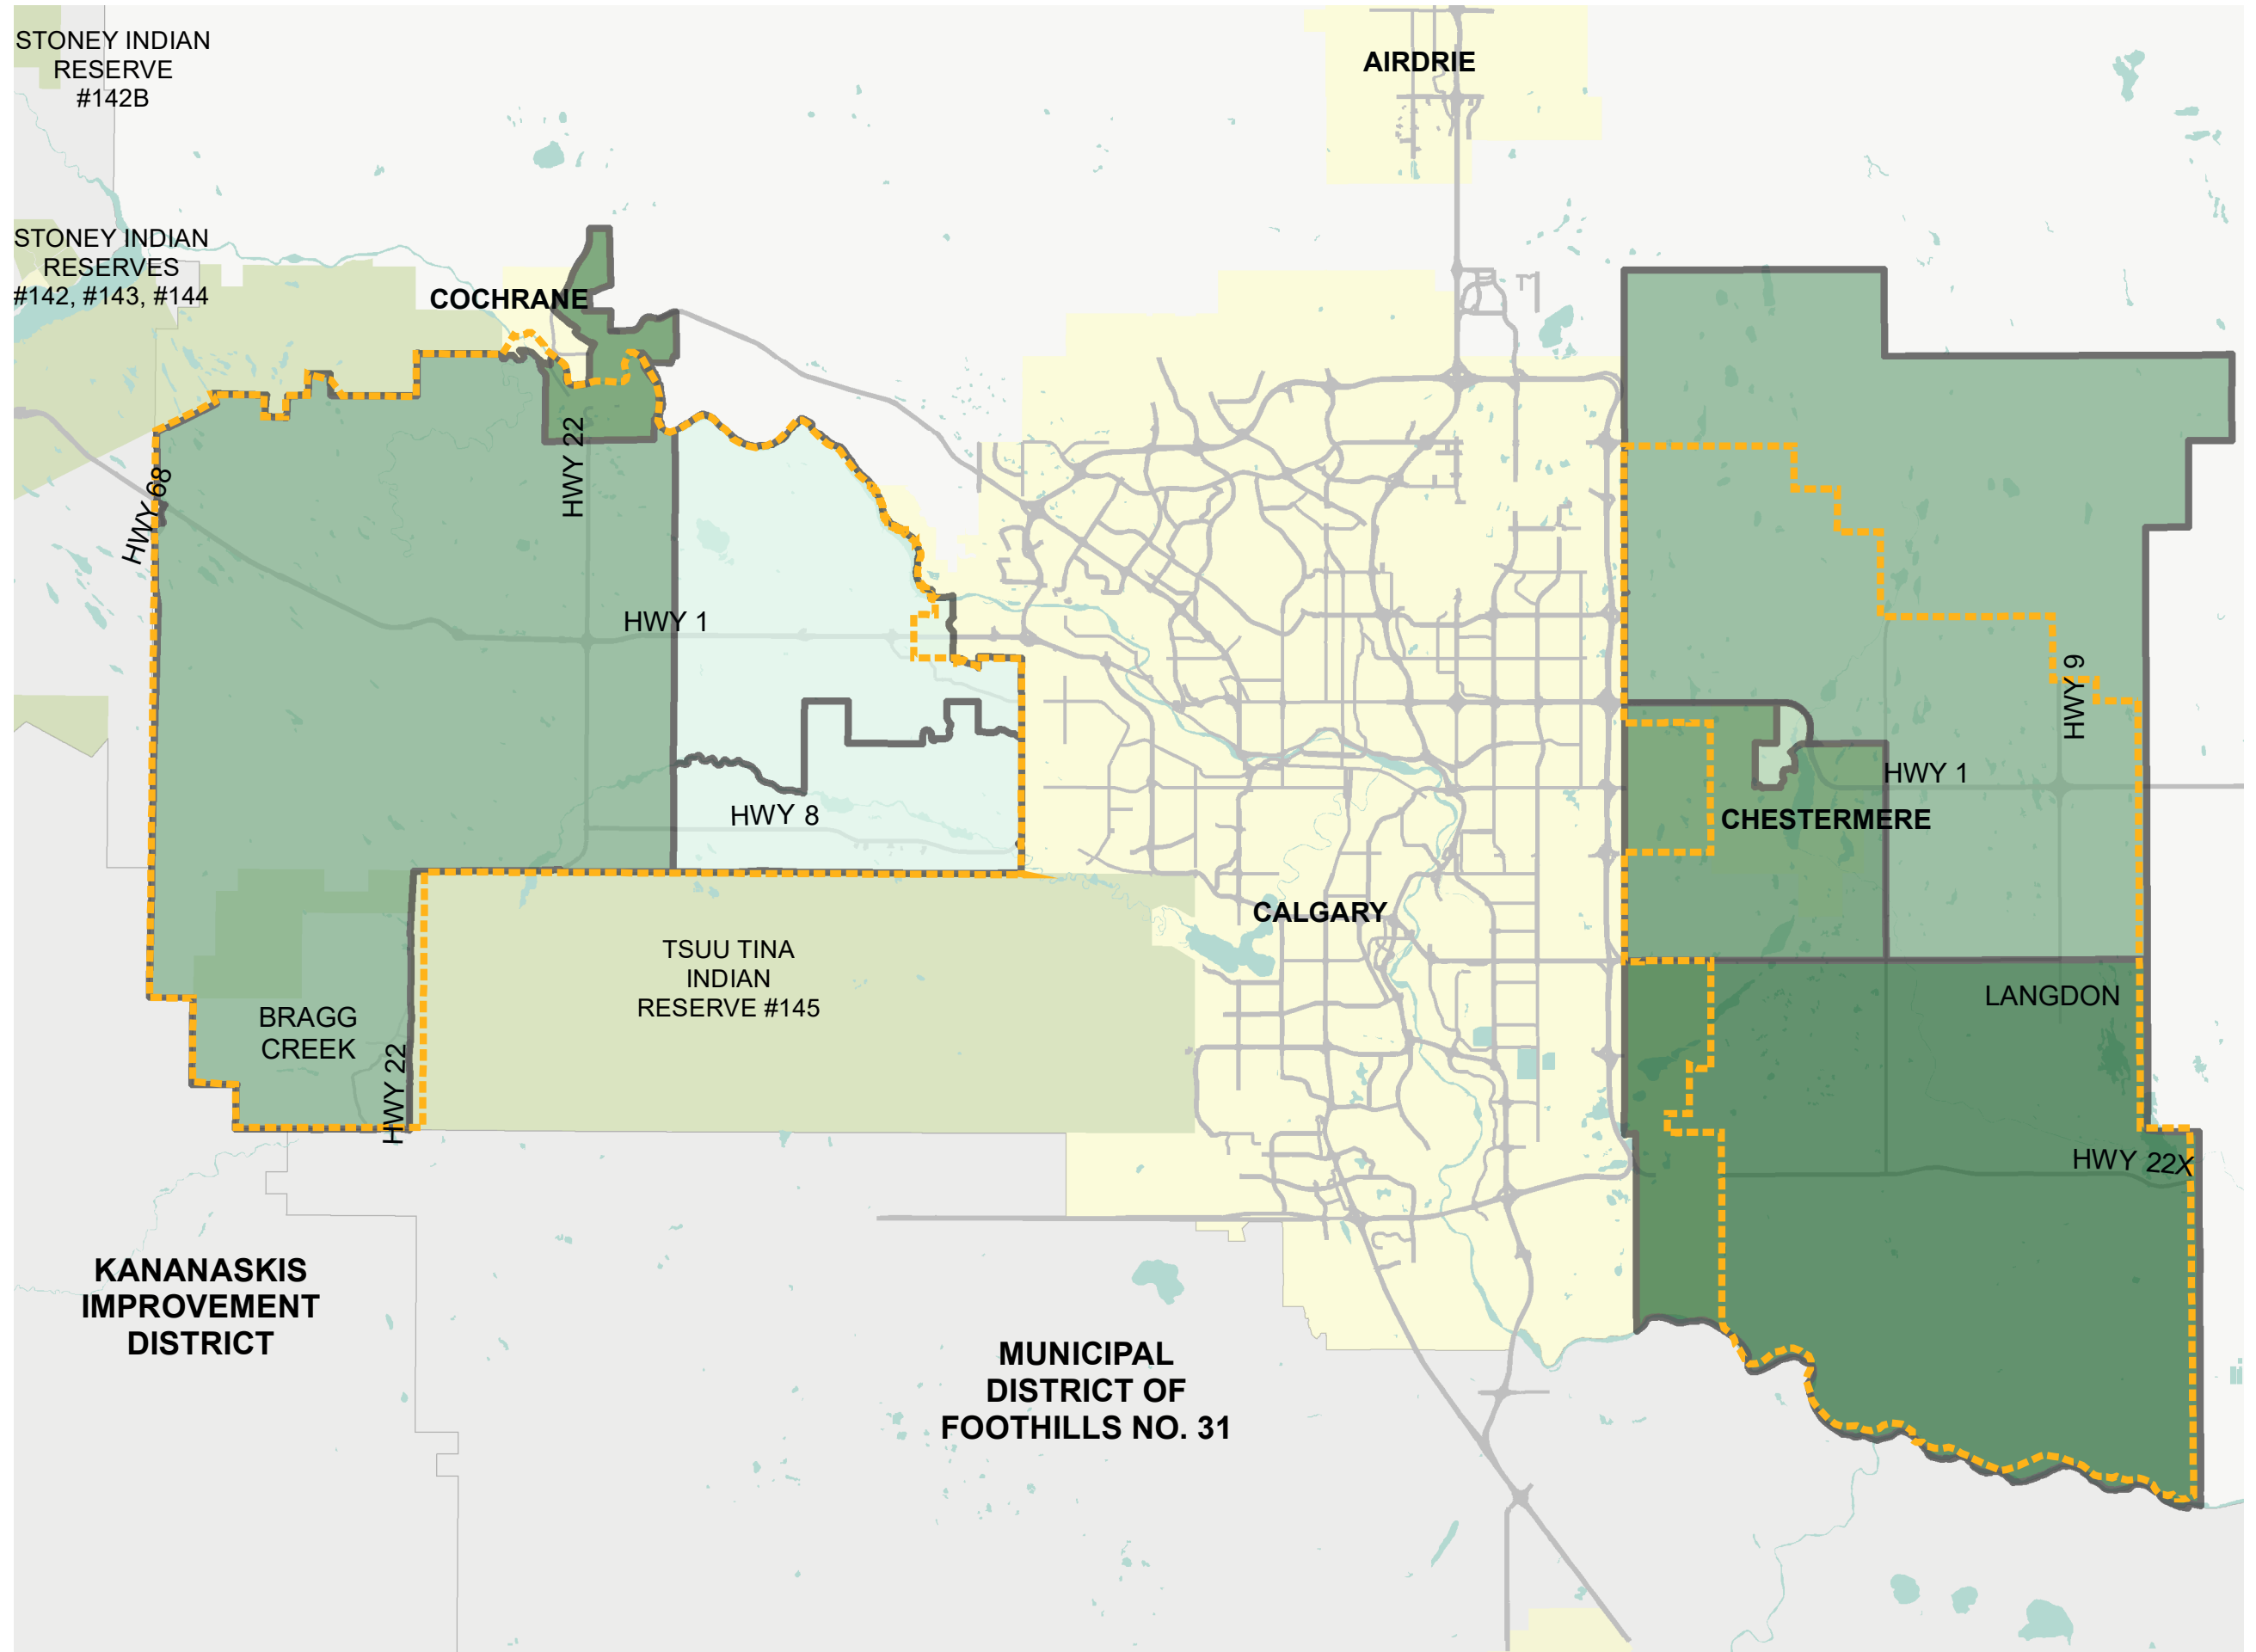 STONEY INDIAN
RESERVE
#142B
AIRDRIE
STONEY INDIAN
RESERVES
#142, #143, #144
COCHRANE
HWY 22
HWY 68
HWY 1
HWY 9
HWY 8
HWY 1
CHESTERMERE
CALGARY
TSUU TINA
INDIAN
RESERVE #145
LANGDON
BRAGG
CREEK
HWY 22
HWY 22X
KANANASKIS
IMPROVEMENT
DISTRICT
MUNICIPAL
DISTRICT OF
FOOTHILLS NO. 31